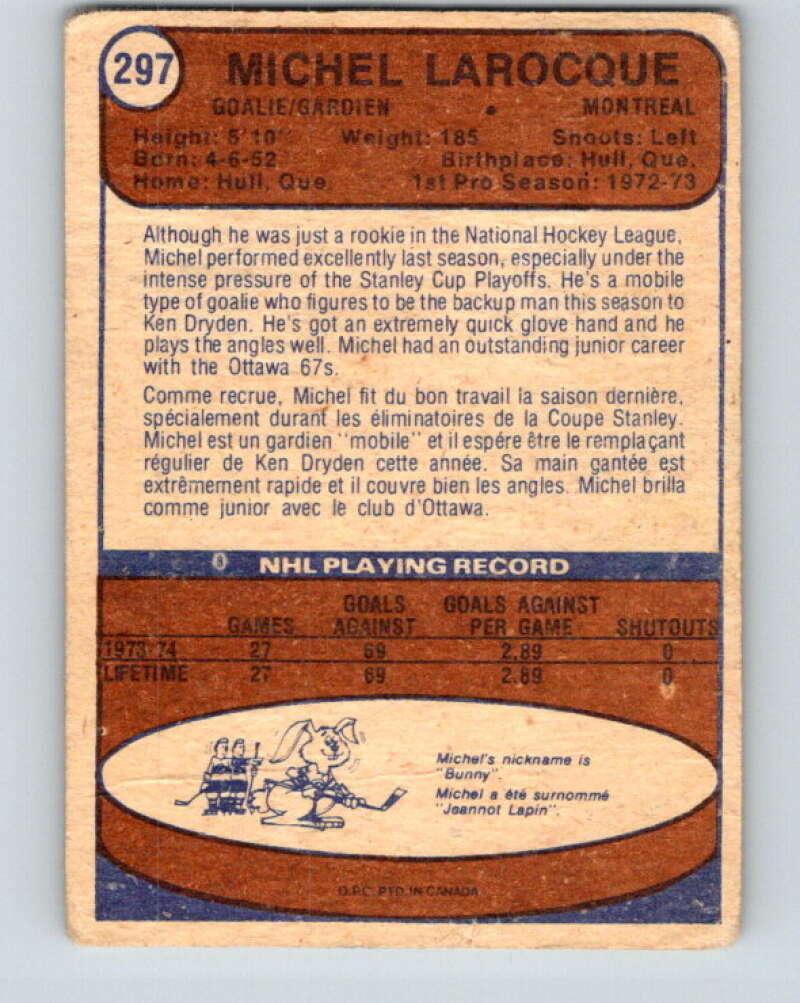 297
MICHEL LAROCQUE
GOALIE/GARDIEN • MONTREAL
Height: 5'10" Weight: 185 Shoots: Left
Born: 4-6-52 Birthplace: Hull, Que.
Home: Hull, Que. 1st Pro Season: 1972-73
Although he was just a rookie in the National Hockey League,
Michel performed excellently last season, especially under the
intense pressure of the Stanley Cup Playoffs. He's a mobile
type of goalie who figures to be the backup man this season to
Ken Dryden. He's got an extremely quick glove hand and he
plays the angles well. Michel had an outstanding junior career
with the Ottawa 67s.
Comme recrue, Michel fit du bon travail la saison dernière,
spécialement durant les éliminatoires de la Coupe Stanley.
Michel est un gardien "mobile" et il espére être le remplaçant
régulier de Ken Dryden cette année. Sa main gantée est
extrêmement rapide et il couvre bien les angles. Michel brilla
comme junior avec le club d'Ottawa.
NHL PLAYING RECORD
GOALS GOALS AGAINST
GAMES AGAINST PER GAME SHUTOUTS
1973-74 27 69 2.89 0
LIFETIME 27 69 2.89 0
Michel's nickname is
"Bunny".
Michel a été surnommé
"Jeannot Lapin".
O.P.C. PTD. IN CANADA